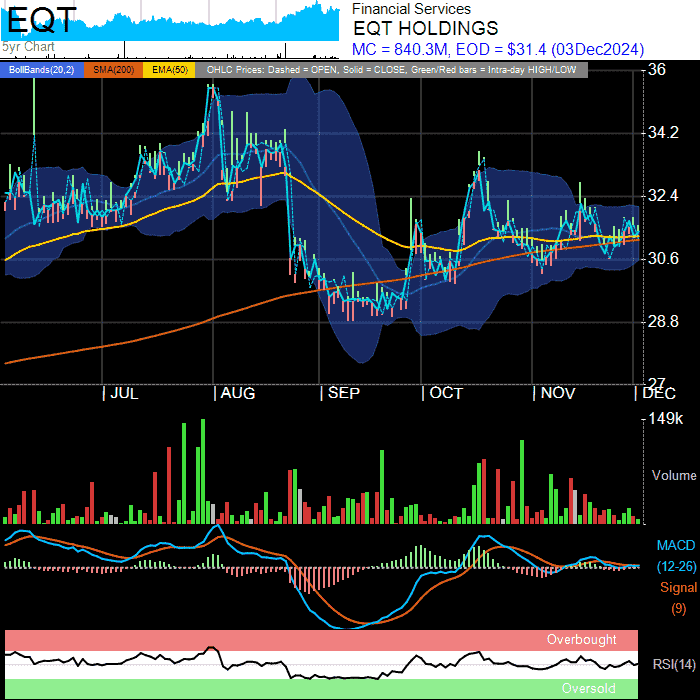 EQT
5yr Chart
Financial Services
EQT HOLDINGS
MC = 840.3M, EOD = $31.4 (03Dec2024)
BollBands(20,2) SMA(200) EMA(50) OHLC Prices: Dashed = OPEN, Solid = CLOSE, Green/Red bars = Intra-day HIGH/LOW
36
34.2
32.4
30.6
28.8
27
| JUL | AUG | SEP | OCT | NOV | DEC
149k
Volume
MACD
(12-26)
Signal
(9)
Overbought
RSI(14)
Oversold